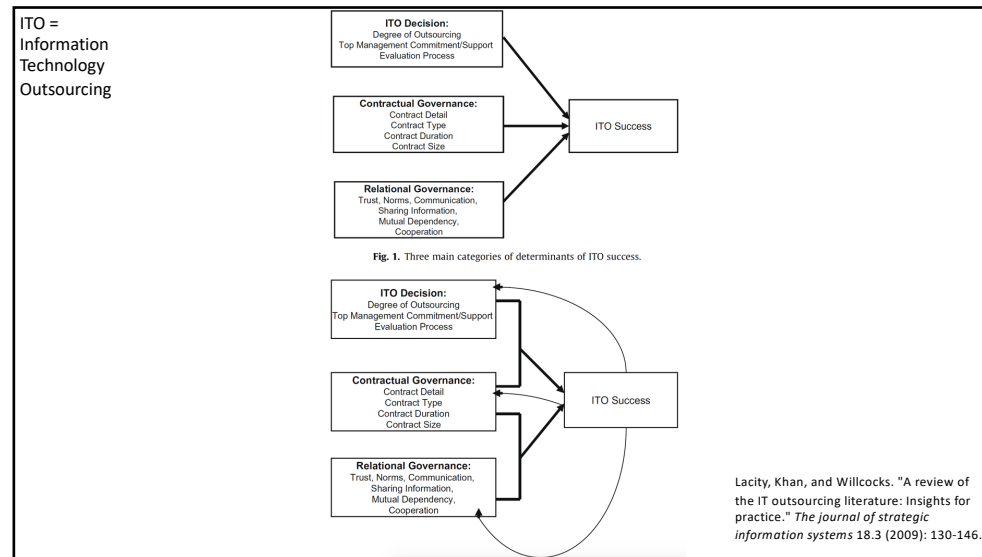 ITO =
Information
Technology
Outsourcing
ITO Decision:
Degree of Outsourcing
Top Management Commitment/Support
Evaluation Process
Contractual Governance:
Contract Detail
Contract Type
Contract Duration
Contract Size
ITO Success
Relational Governance:
Trust, Norms, Communication,
Sharing Information,
Mutual Dependency,
Cooperation
Fig. 1. Three main categories of determinants of ITO success.
ITO Decision:
Degree of Outsourcing
Top Management Commitment/Support
Evaluation Process
Contractual Governance:
Contract Detail
Contract Type
Contract Duration
Contract Size
ITO Success
Relational Governance:
Trust, Norms, Communication,
Sharing Information,
Mutual Dependency,
Cooperation
Lacity, Khan, and Willcocks. "A review of
the IT outsourcing literature: Insights for
practice." The journal of strategic
information systems 18.3 (2009): 130-146.